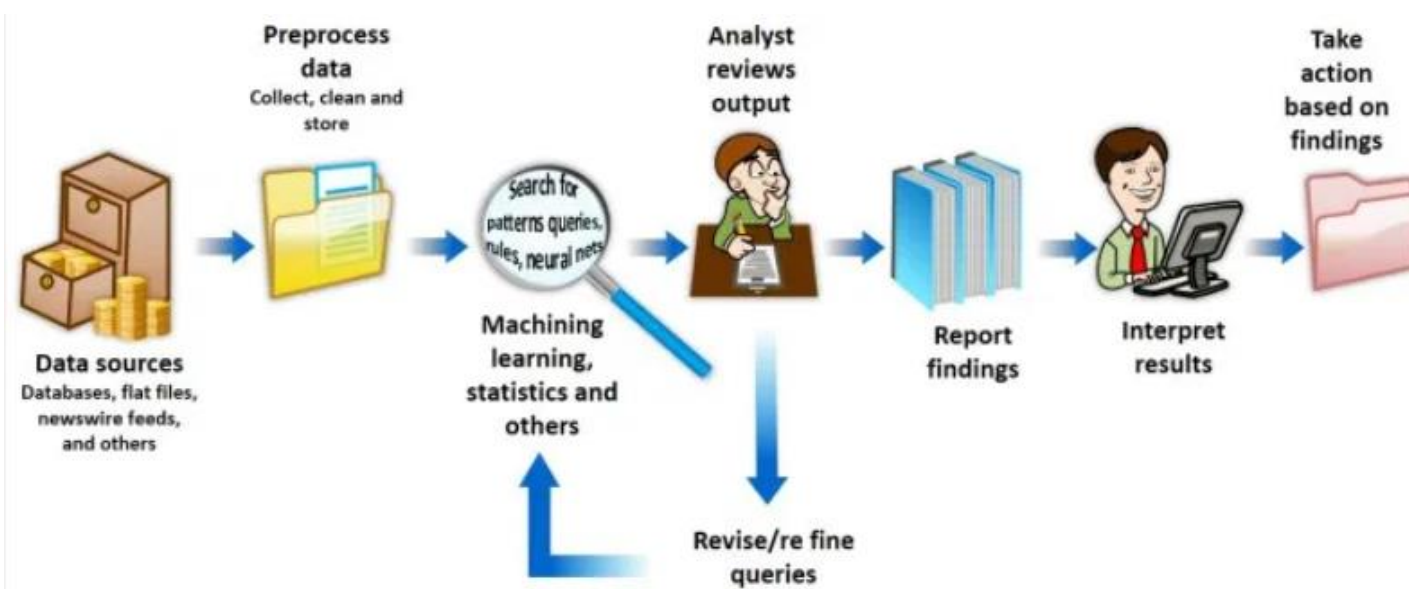 Preprocess
data
Collect, clean and
store
Analyst
reviews
output
Take
action
based on
findings
Search for
patterns queries,
rules, neural nets
Data sources
Databases, flat files,
newswire feeds,
and others
Machining
learning,
statistics and
others
Report
findings
Interpret
results
Revise/re fine
queries